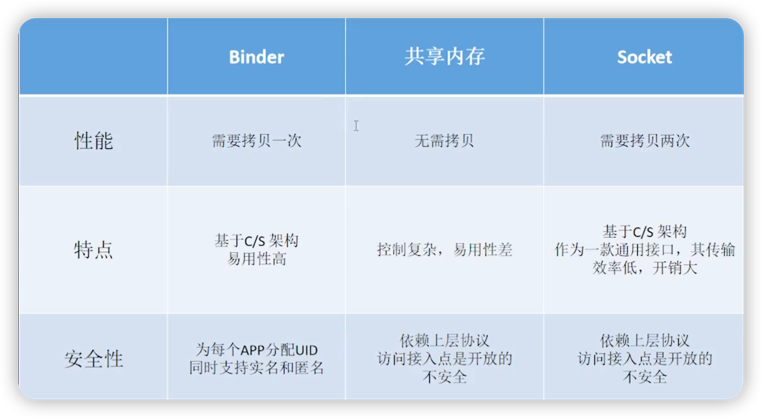 Binder
共享内存
Socket
性能
需要拷贝一次
无需拷贝
需要拷贝两次
特点
基于C/S 架构
易用性高
控制复杂，易用性差
基于C/S 架构
作为一款通用接口，其传输
效率低，开销大
安全性
为每个APP分配UID
同时支持实名和匿名
依赖上层协议
访问接入点是开放的
不安全
依赖上层协议
访问接入点是开放的
不安全